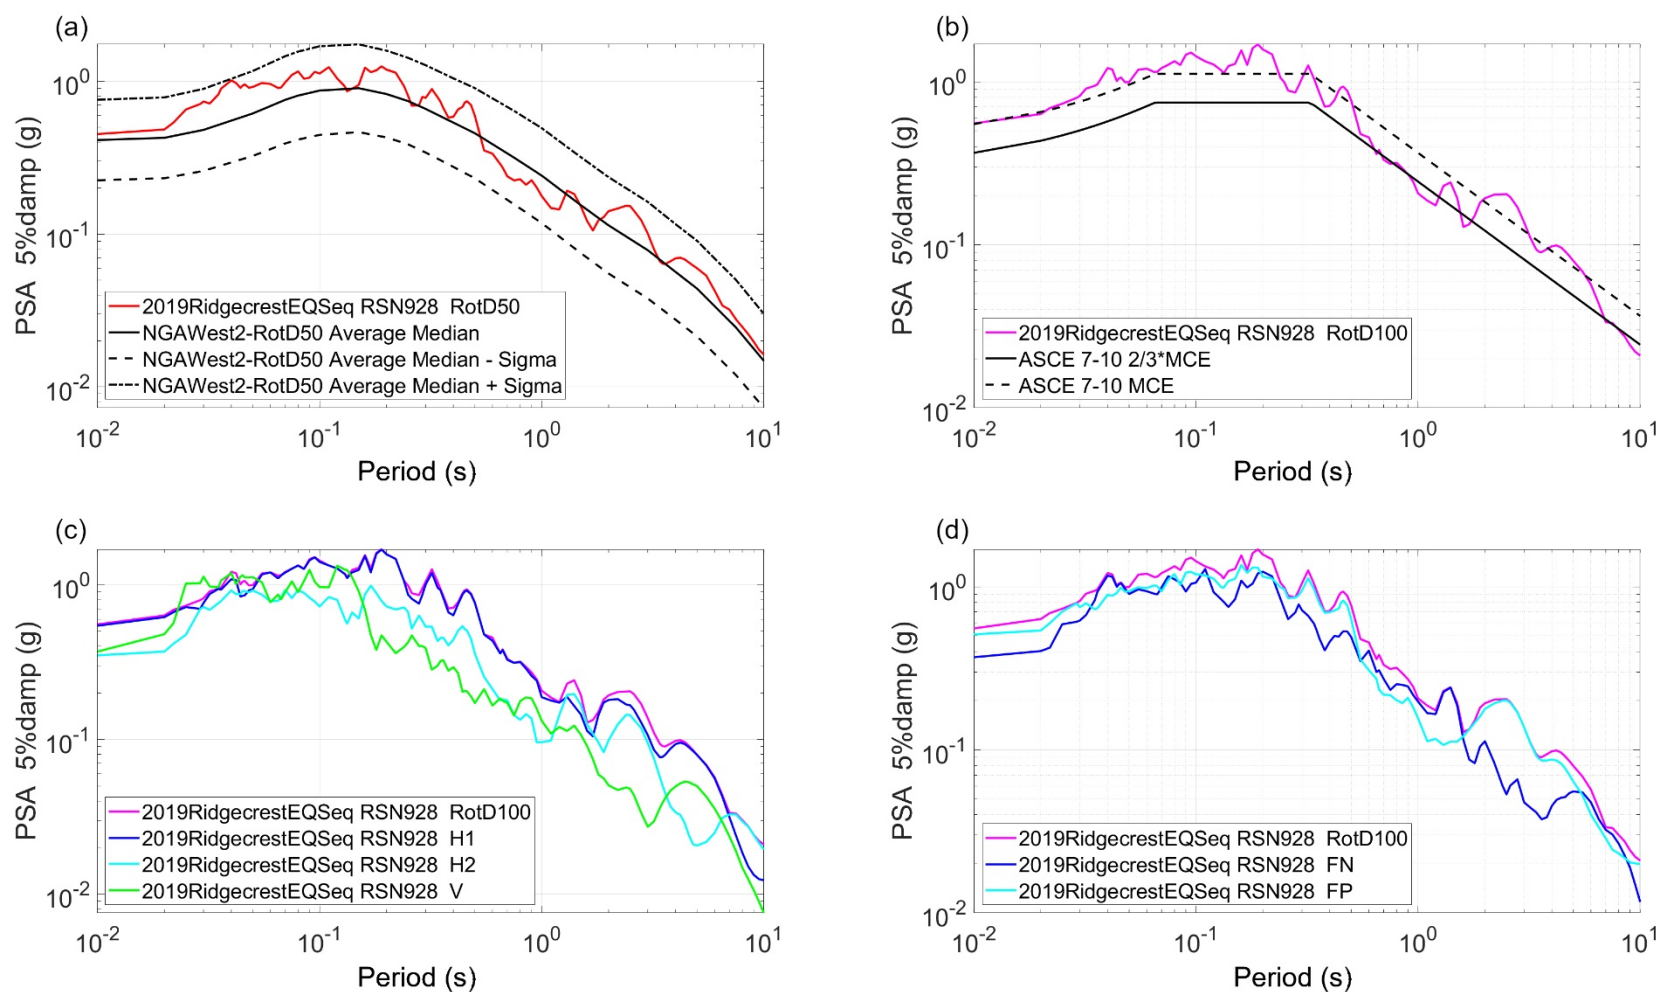 (a)
PSA 5%damp (g)
10^0
10^-1
10^-2
2019RidgecrestEQSeq RSN928 RotD50
NGAWest2-RotD50 Average Median
NGAWest2-RotD50 Average Median - Sigma
NGAWest2-RotD50 Average Median + Sigma
10^-2 10^-1 10^0 10^1
Period (s)
(b)
PSA 5%damp (g)
10^0
10^-1
10^-2
2019RidgecrestEQSeq RSN928 RotD100
ASCE 7-10 2/3*MCE
ASCE 7-10 MCE
10^-2 10^-1 10^0 10^1
Period (s)
(c)
PSA 5%damp (g)
10^0
10^-1
10^-2
2019RidgecrestEQSeq RSN928 RotD100
2019RidgecrestEQSeq RSN928 H1
2019RidgecrestEQSeq RSN928 H2
2019RidgecrestEQSeq RSN928 V
10^-2 10^-1 10^0 10^1
Period (s)
(d)
PSA 5%damp (g)
10^0
10^-1
10^-2
2019RidgecrestEQSeq RSN928 RotD100
2019RidgecrestEQSeq RSN928 FN
2019RidgecrestEQSeq RSN928 FP
10^-2 10^-1 10^0 10^1
Period (s)